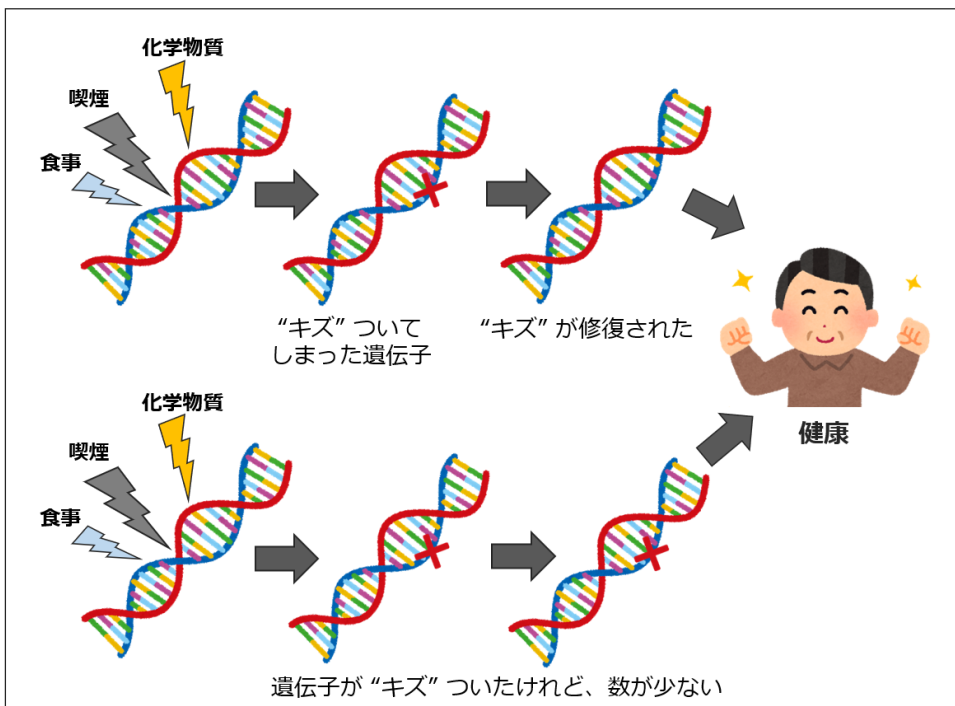 化学物質
喫煙
食事
“キズ” ついて
しまった遺伝子
“キズ” が修復された
健康
化学物質
喫煙
食事
遺伝子が “キズ” ついたけれど、数が少ない